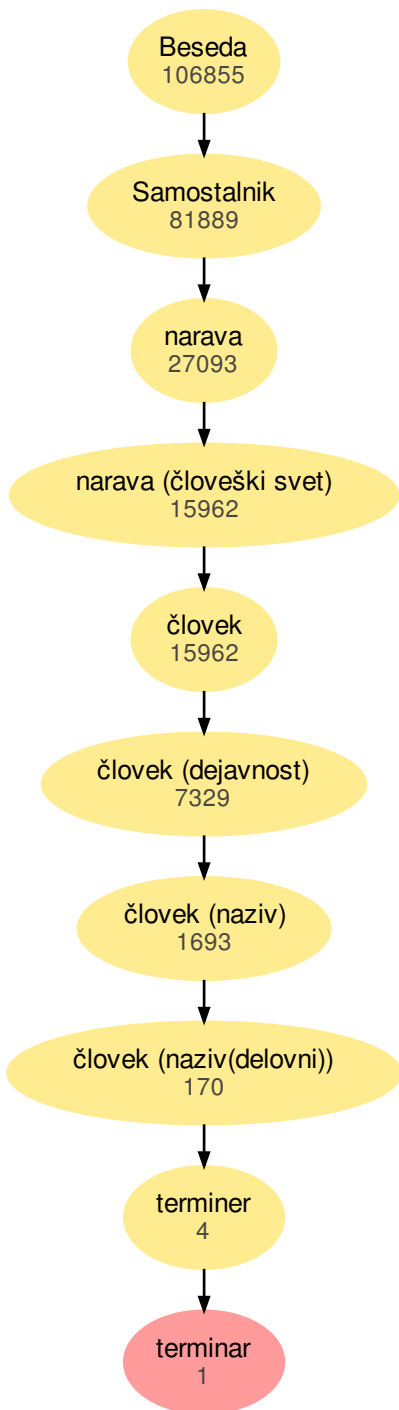 Beseda
106855
Samostalnik
81889
narava
27093
narava (človeški svet)
15962
človek
15962
človek (dejavnost)
7329
človek (naziv)
1693
človek (naziv(delovni))
170
terminer
4
terminar
1